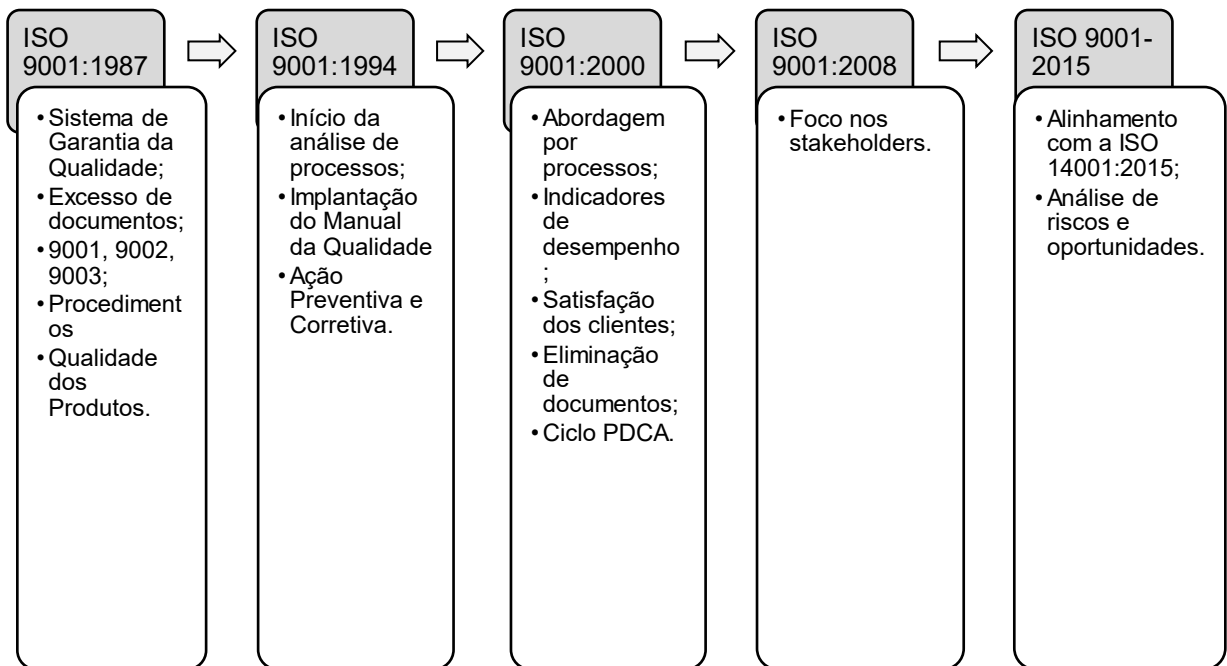 ISO
9001:1987
• Sistema de
Garantia da
Qualidade;
• Excesso de
documentos;
• 9001, 9002,
9003;
• Procediment
os
• Qualidade
dos
Produtos.
ISO
9001:1994
• Início da
análise de
processos;
• Implantação
do Manual
da Qualidade
• Ação
Preventiva e
Corretiva.
ISO
9001:2000
• Abordagem
por
processos;
• Indicadores
de
desempenho
;
• Satisfação
dos clientes;
• Eliminação
de
documentos;
• Ciclo PDCA.
ISO
9001:2008
• Foco nos
stakeholders.
ISO 9001-
2015
• Alinhamento
com a ISO
14001:2015;
• Análise de
riscos e
oportunidades.